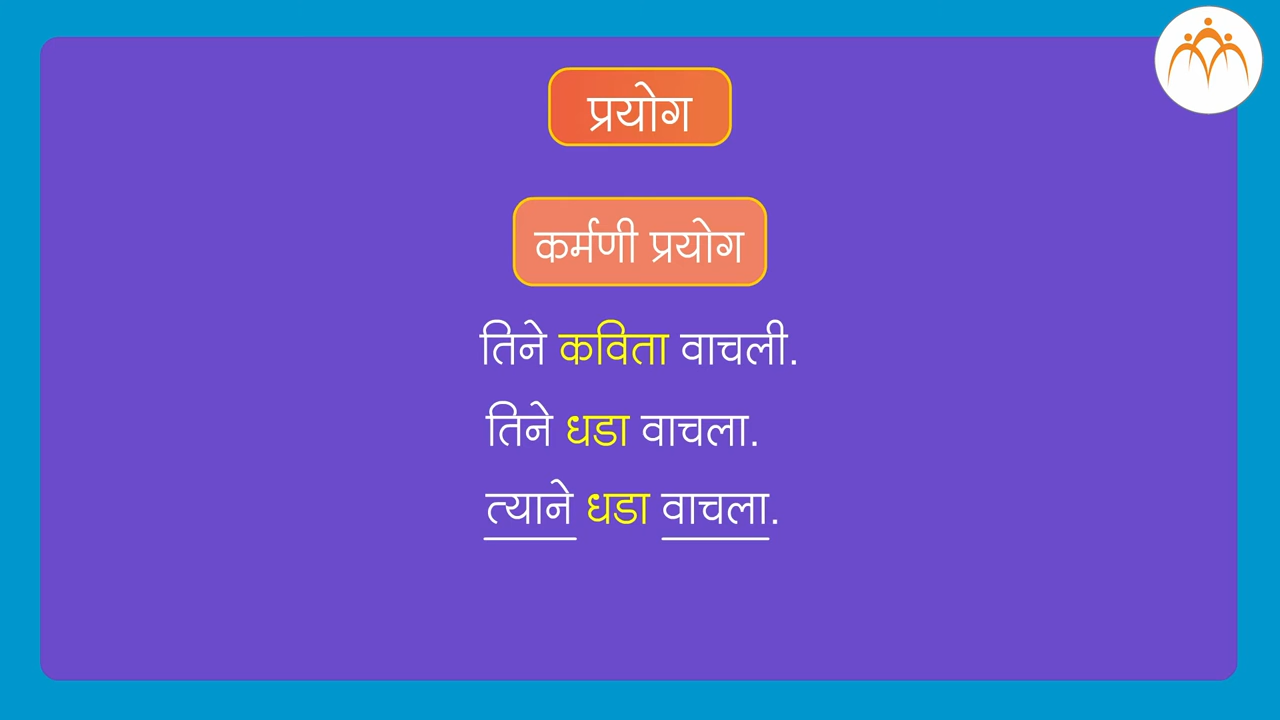 प्रयोग
कर्मणी प्रयोग
तिने कविता वाचली.
तिने धडा वाचला.
त्याने धडा वाचला.